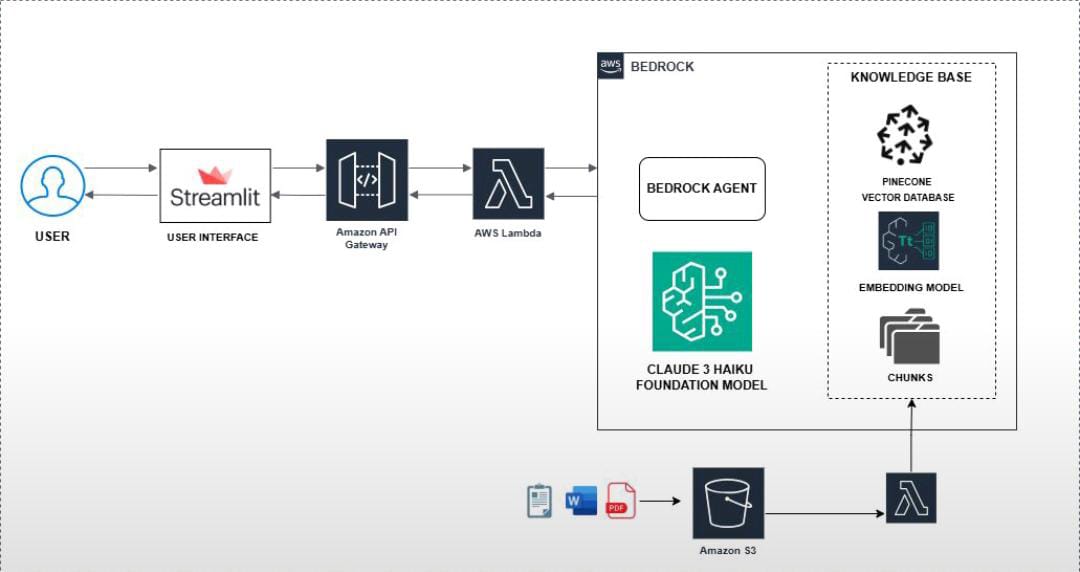 aws
BEDROCK
KNOWLEDGE BASE
PINECONE
VECTOR DATABASE
Tt
EMBEDDING MODEL
CHUNKS
BEDROCK AGENT
CLAUDE 3 HAIKU
FOUNDATION MODEL
USER
Streamlit
USER INTERFACE
</>
Amazon API
Gateway
AWS Lambda
W
PDF
Amazon S3